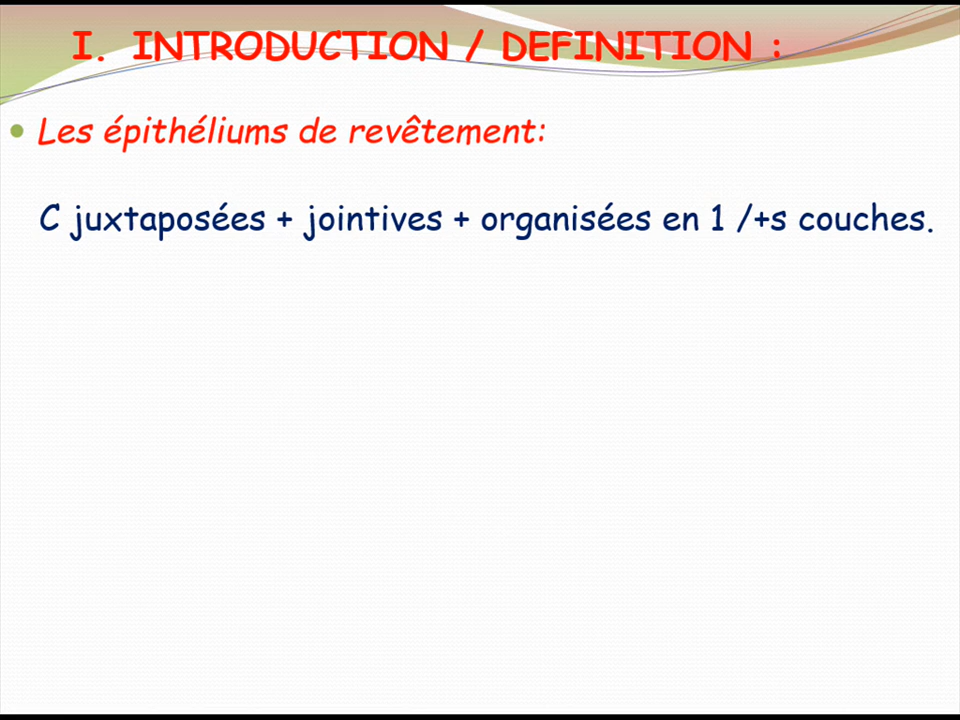 I. INTRODUCTION / DEFINITION :
• Les épithéliums de revêtement:
C juxtaposées + jointives + organisées en 1 /+s couches.